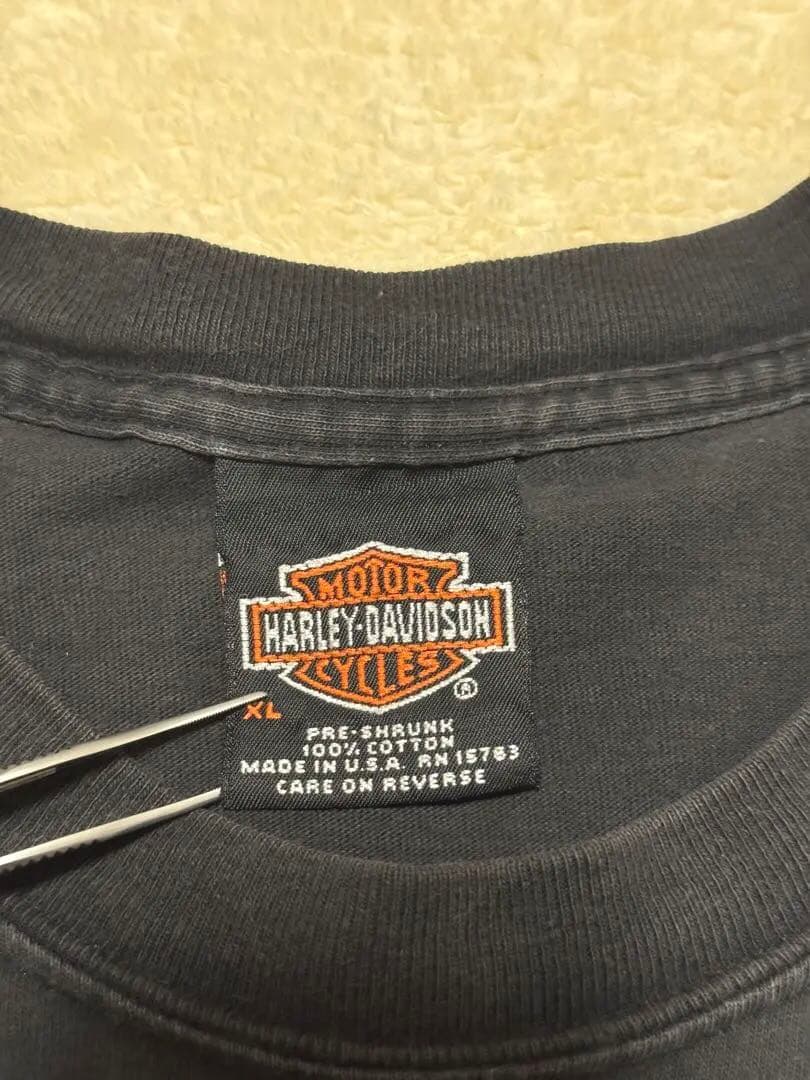 MOTOR
HARLEY-DAVIDSON
CYCLES
®
XL
PRE-SHRUNK
100% COTTON
MADE IN U.S.A. RN 15763
CARE ON REVERSE